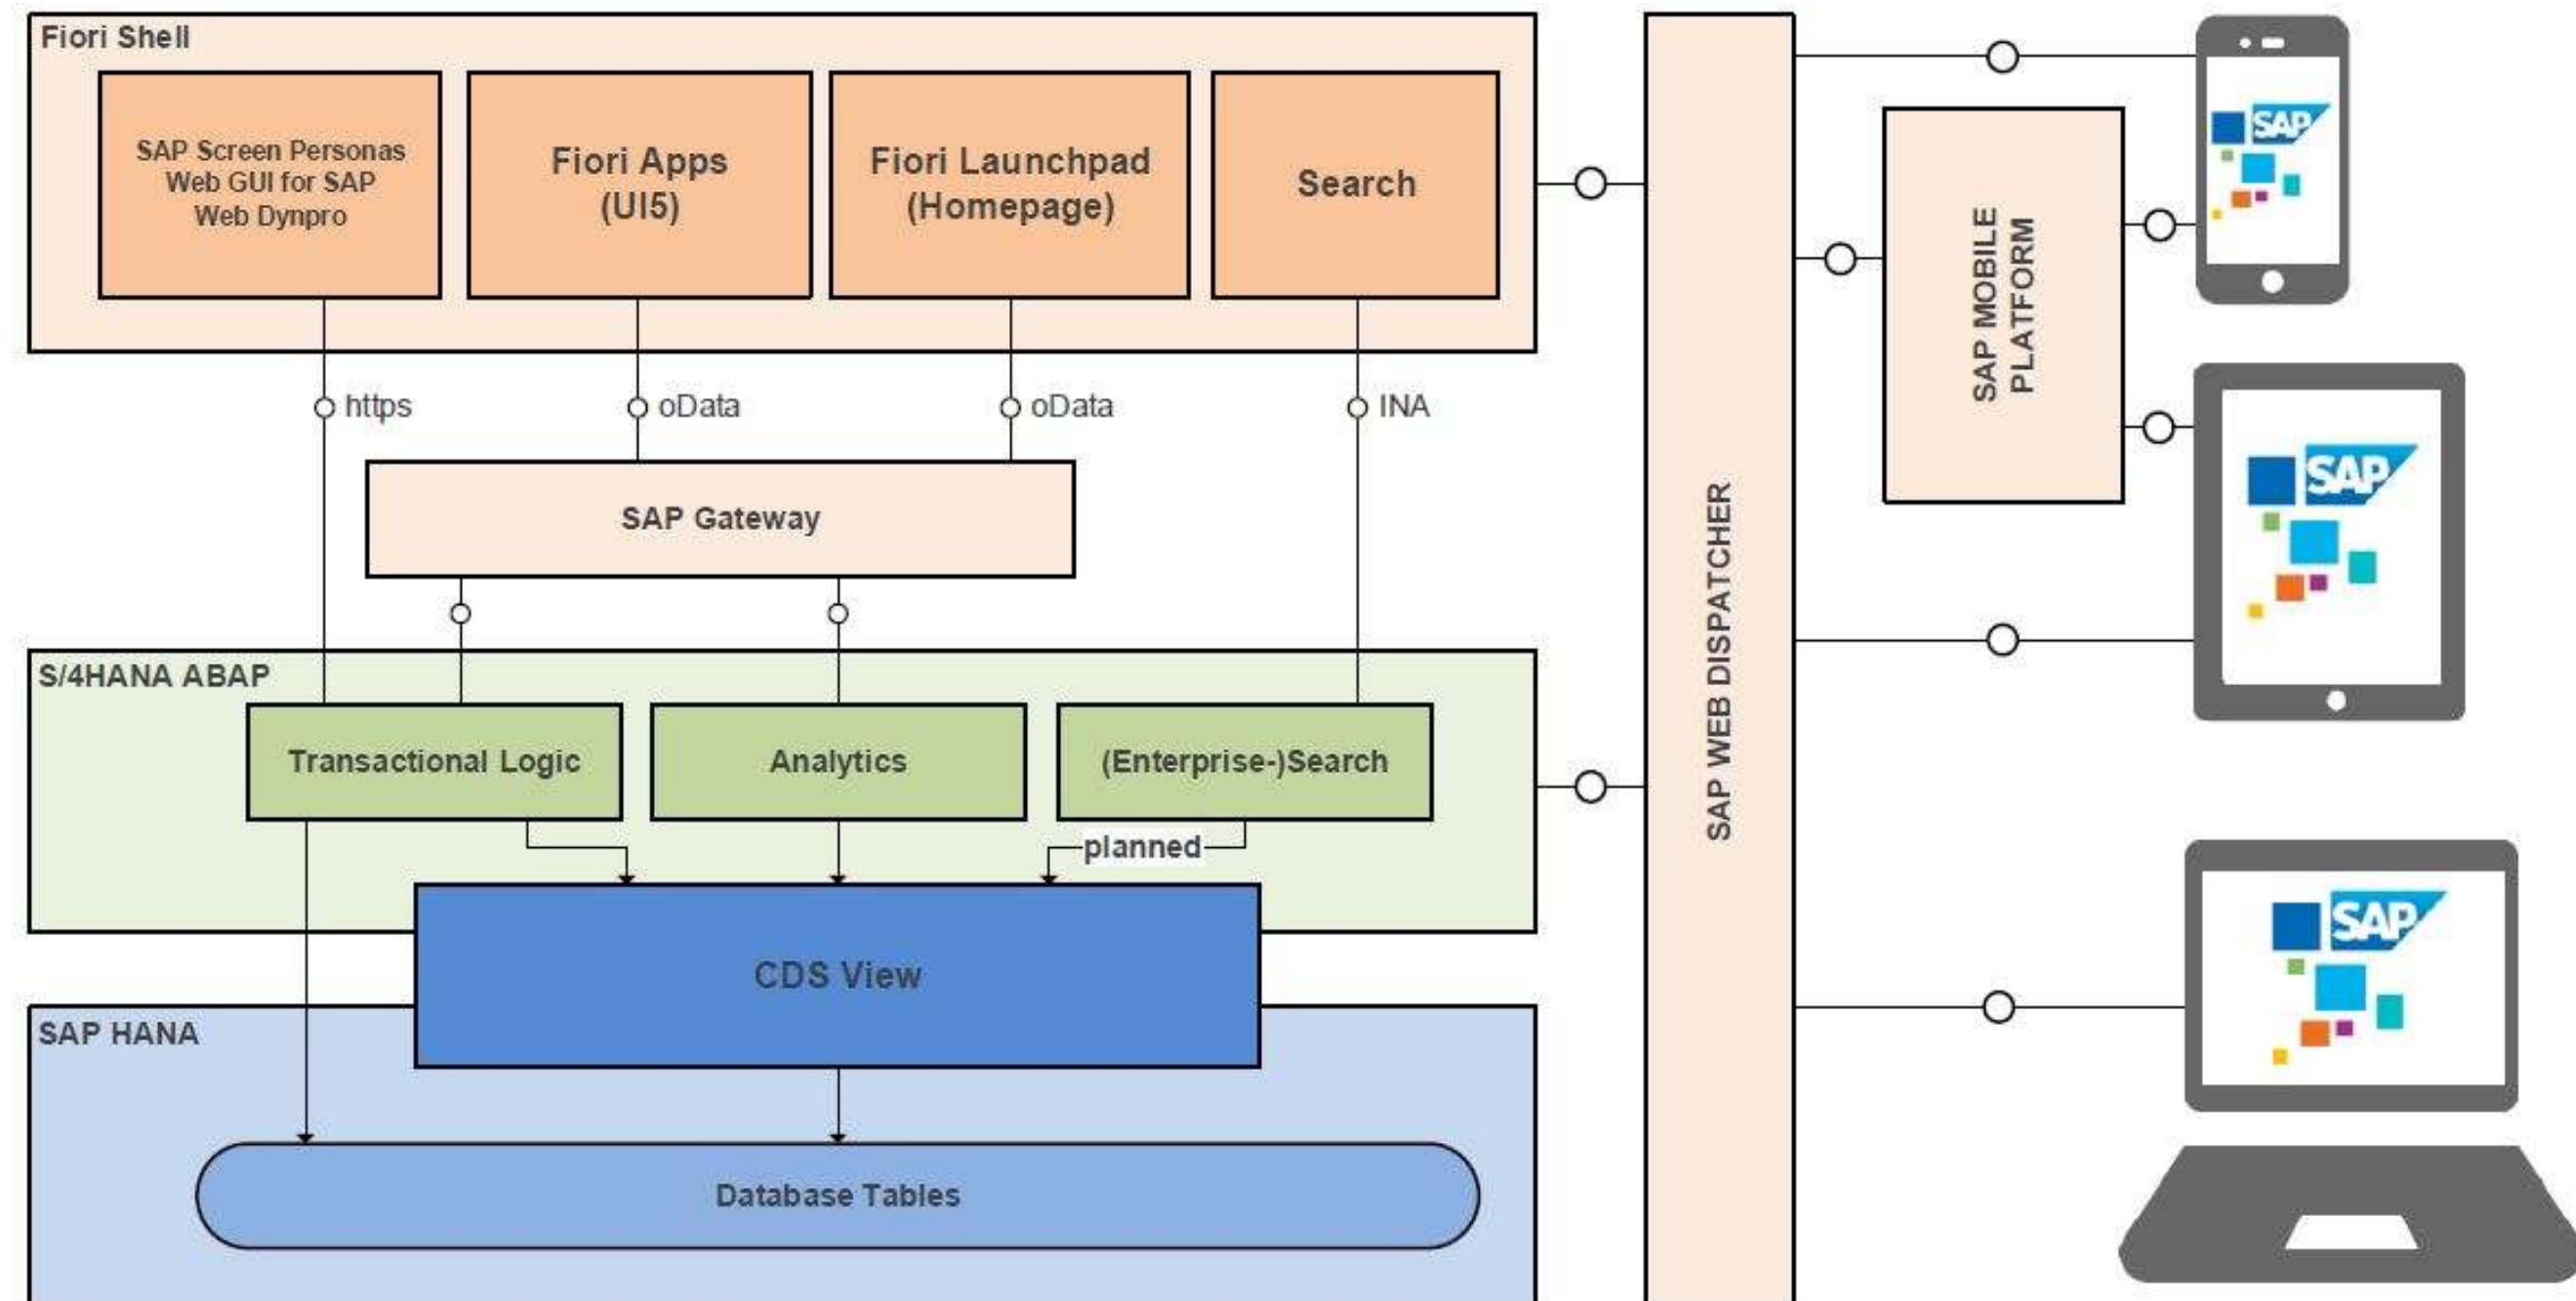 Fiori Shell
SAP Screen Personas
Web GUI for SAP
Web Dynpro
Fiori Apps
(UI5)
Fiori Launchpad
(Homepage)
Search
https
oData
oData
INA
SAP Gateway
S/4HANA ABAP
Transactional Logic
Analytics
(Enterprise-)Search
planned
CDS View
SAP HANA
Database Tables
SAP WEB DISPATCHER
SAP MOBILE
PLATFORM
SAP
SAP
SAP